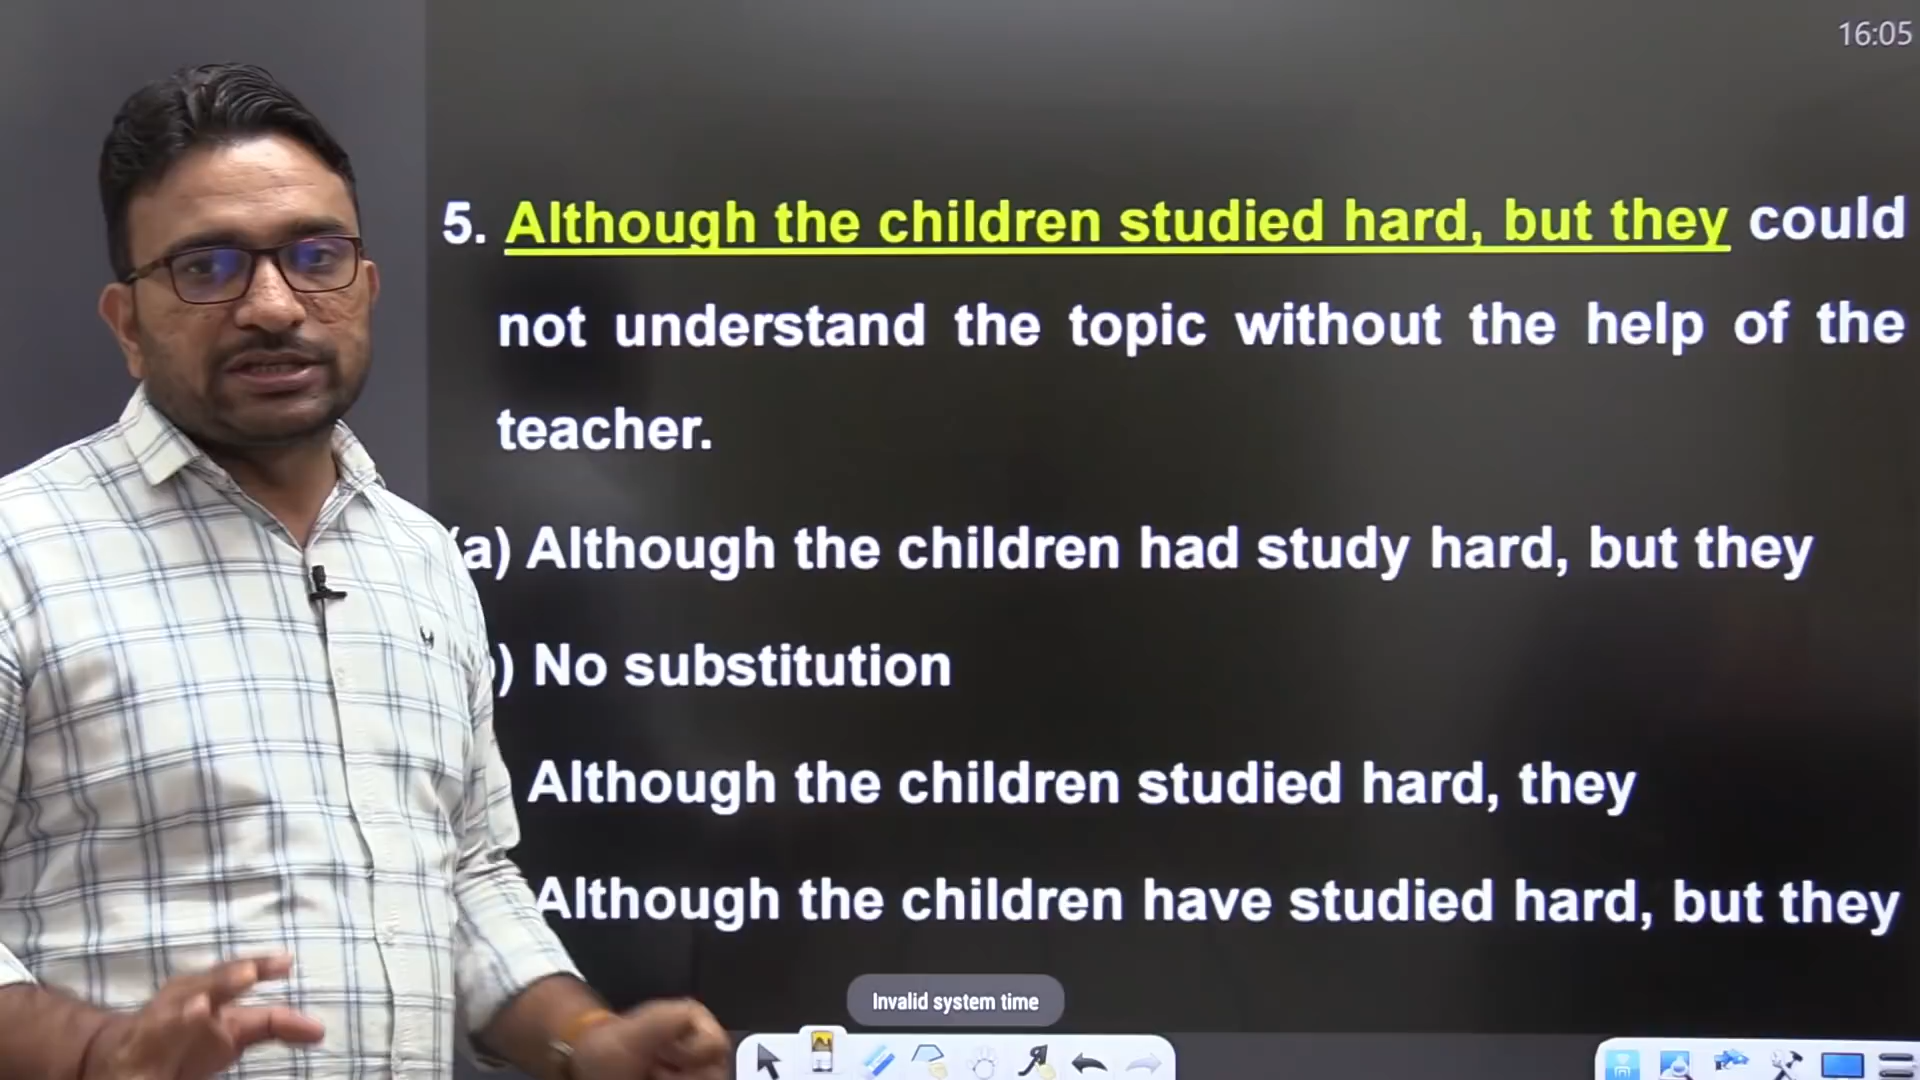 16:05
5. Although the children studied hard, but they could
not understand the topic without the help of the
teacher.
(a) Although the children had study hard, but they
) No substitution
Although the children studied hard, they
Although the children have studied hard, but they
Invalid system time